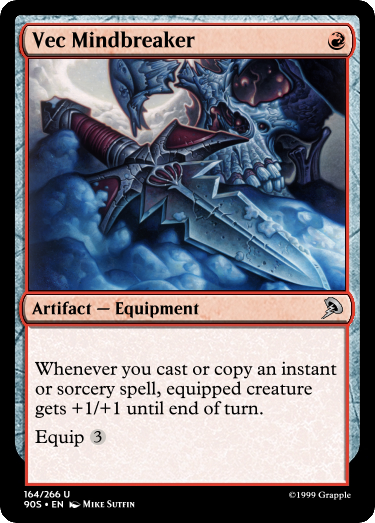 Vec Mindbreaker
Artifact — Equipment
Whenever you cast or copy an instant
or sorcery spell, equipped creature
gets +1/+1 until end of turn.
Equip 3
164/266 U
90S • EN Mike Sutfin
©1999 Grapple